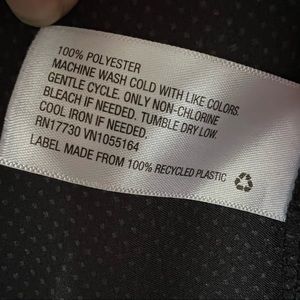 100% POLYESTER
MACHINE WASH COLD WITH LIKE COLORS.
GENTLE CYCLE. ONLY NON-CHLORINE
BLEACH IF NEEDED. TUMBLE DRY LOW.
COOL IRON IF NEEDED.
RN17730 VN1055164
LABEL MADE FROM 100% RECYCLED PLASTIC